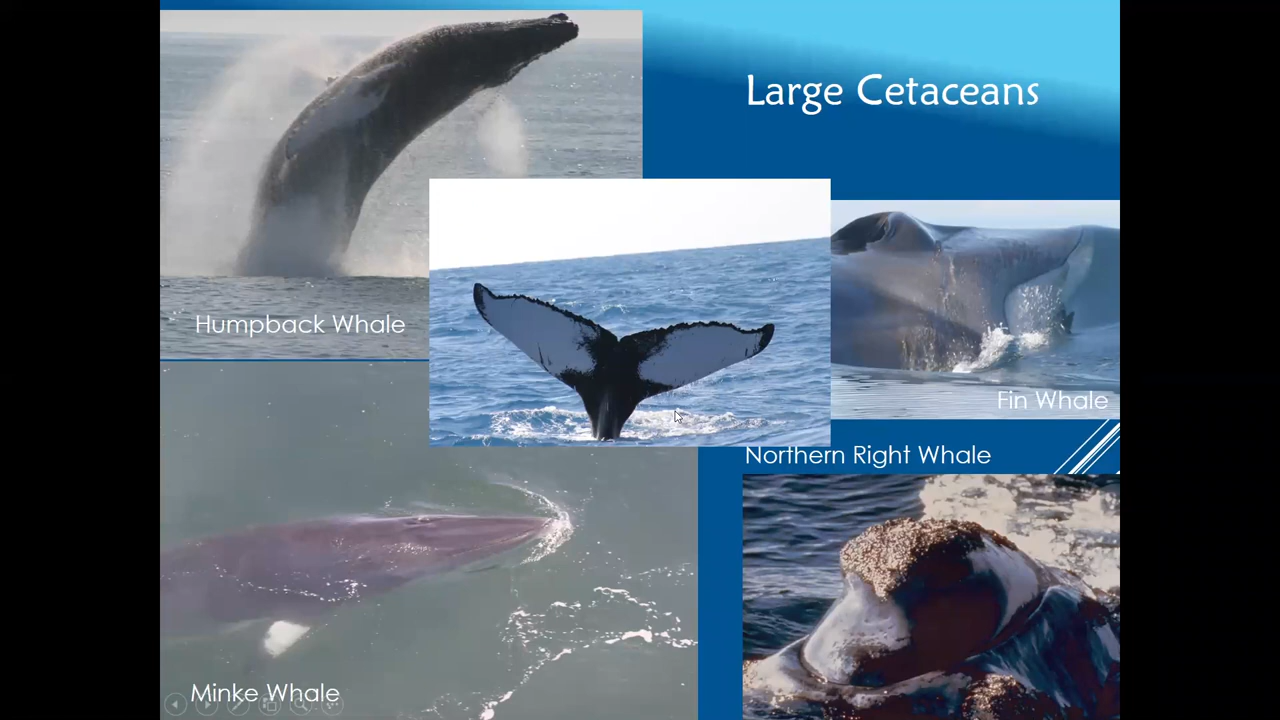 Large Cetaceans
Humpback Whale
Fin Whale
Northern Right Whale
Minke Whale